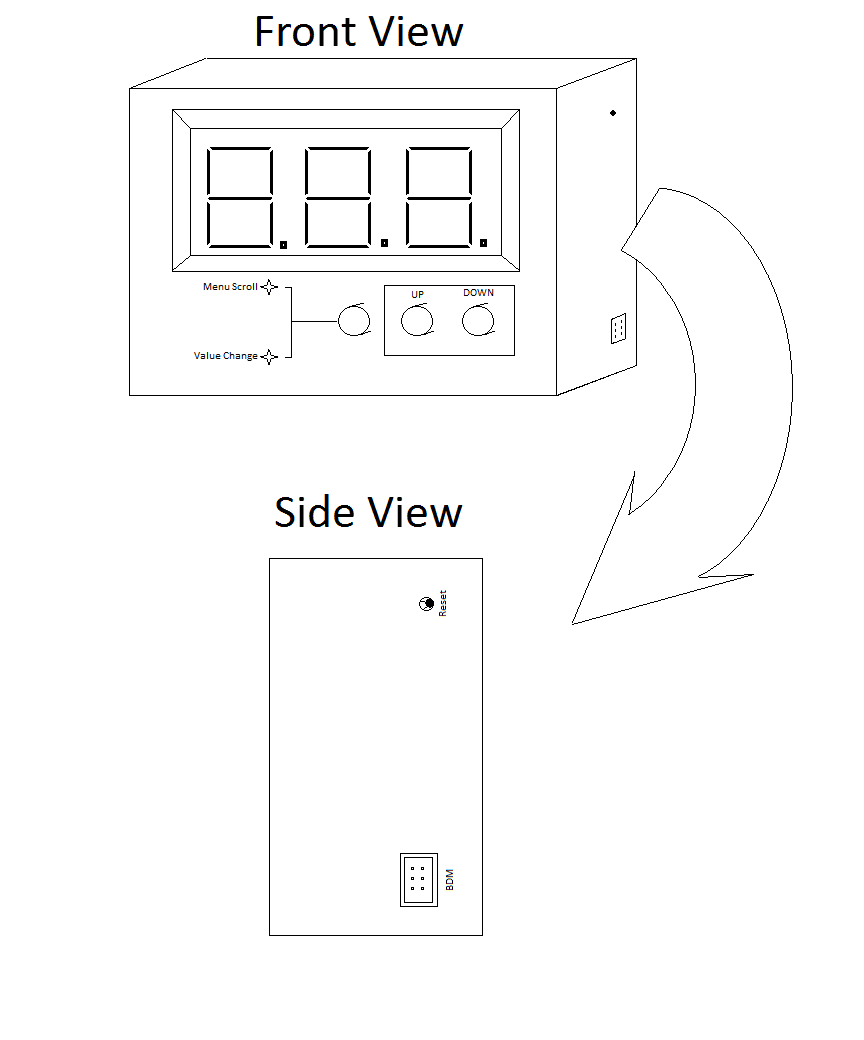 Front View
Menu Scroll
UP
DOWN
Value Change
Side View
Reset
BDM